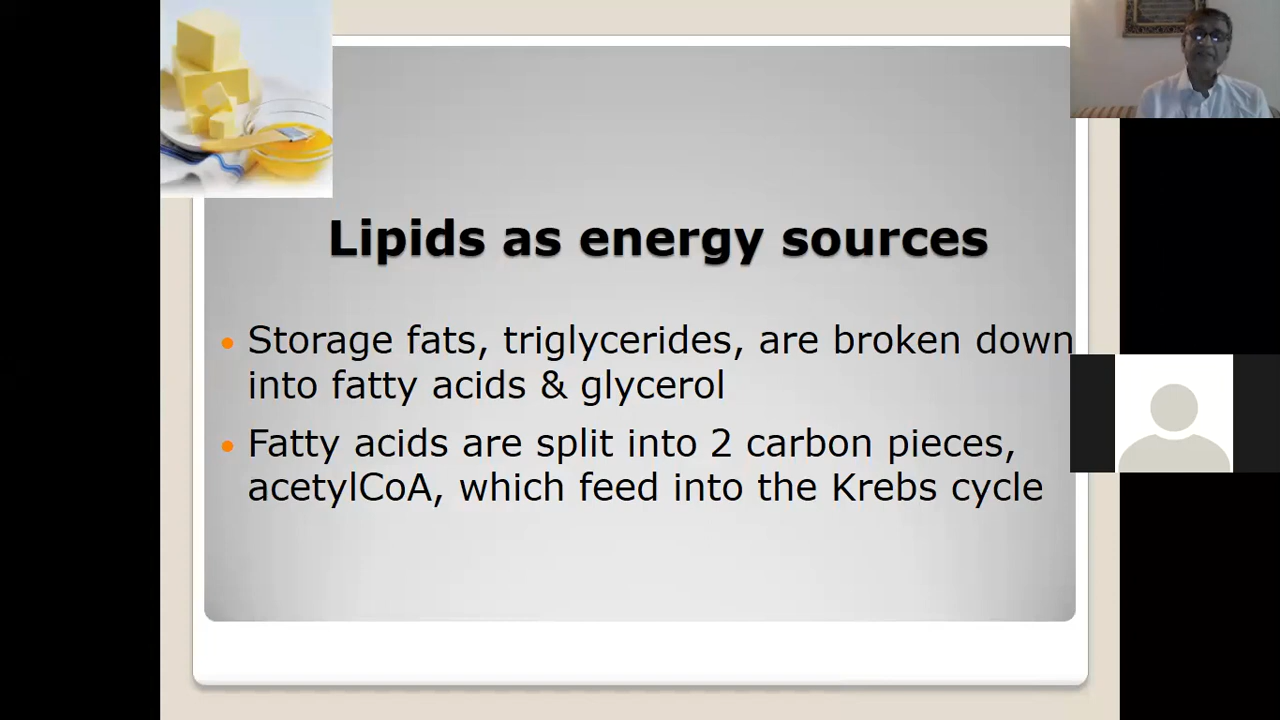 Lipids as energy sources
Storage fats, triglycerides, are broken down
into fatty acids & glycerol
Fatty acids are split into 2 carbon pieces,
acetylCoA, which feed into the Krebs cycle